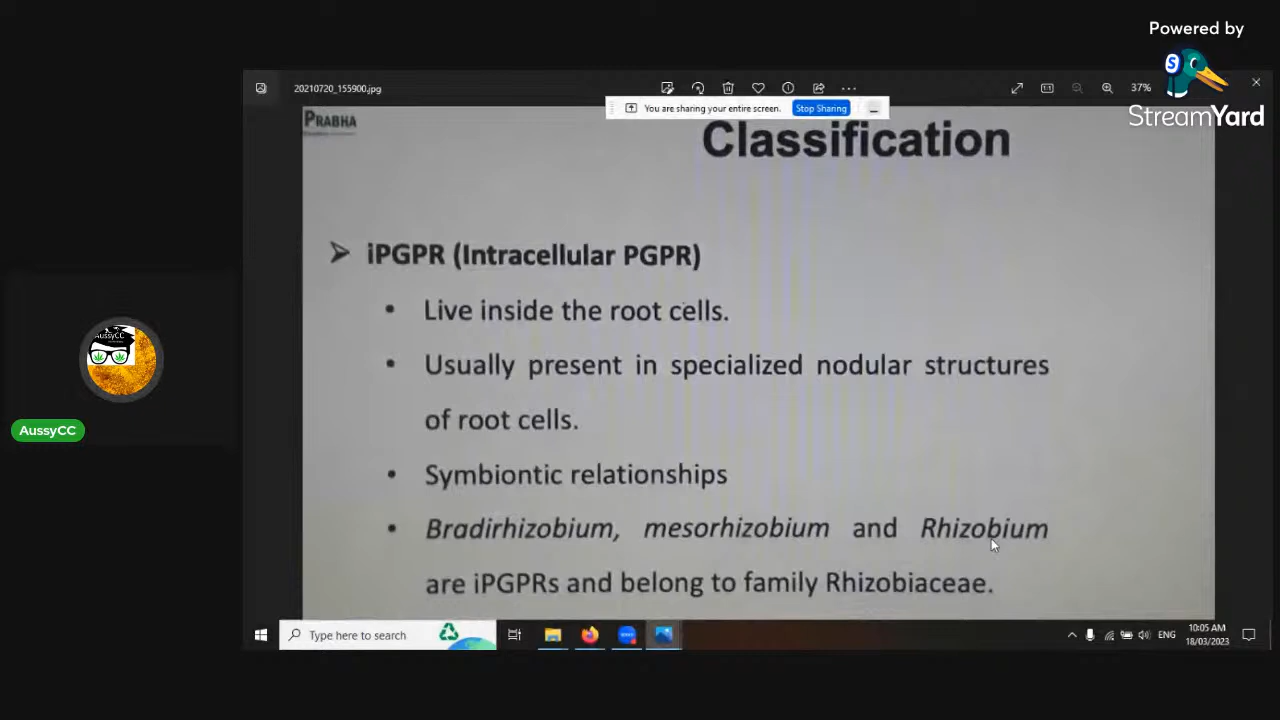 Powered by
StreamYard
20210720_155900.jpg
37%
You are sharing your entire screen.
Stop Sharing
PRABHA
Classification
iPGPR (Intracellular PGPR)
Live inside the root cells.
Usually present in specialized nodular structures
of root cells.
Symbiontic relationships
Bradirhizobium, mesorhizobium and Rhizobium
are iPGPRs and belong to family Rhizobiaceae.
AussyCC
AussyCC
Type here to search
ENG
10:05 AM
18/03/2023